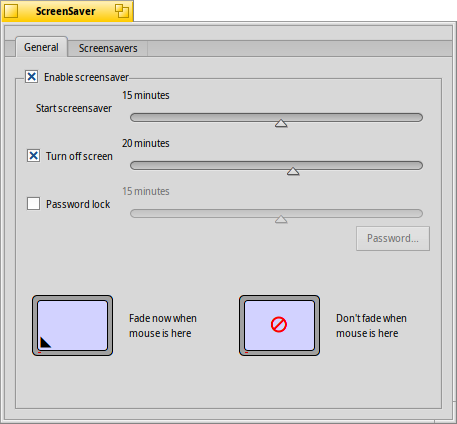 ScreenSaver
General
Screensavers
Enable screensaver
15 minutes
Start screensaver
20 minutes
Turn off screen
15 minutes
Password lock
Password...
Fade now when
mouse is here
Don't fade when
mouse is here